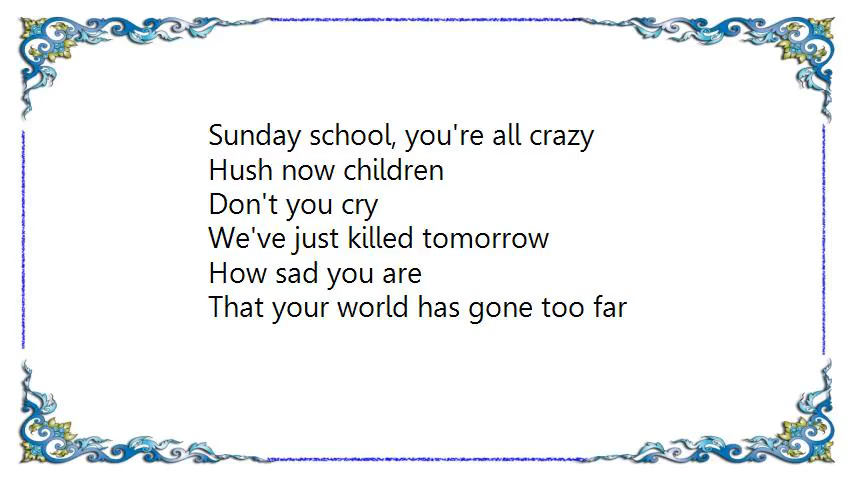 Sunday school, you're all crazy
Hush now children
Don't you cry
We've just killed tomorrow
How sad you are
That your world has gone too far